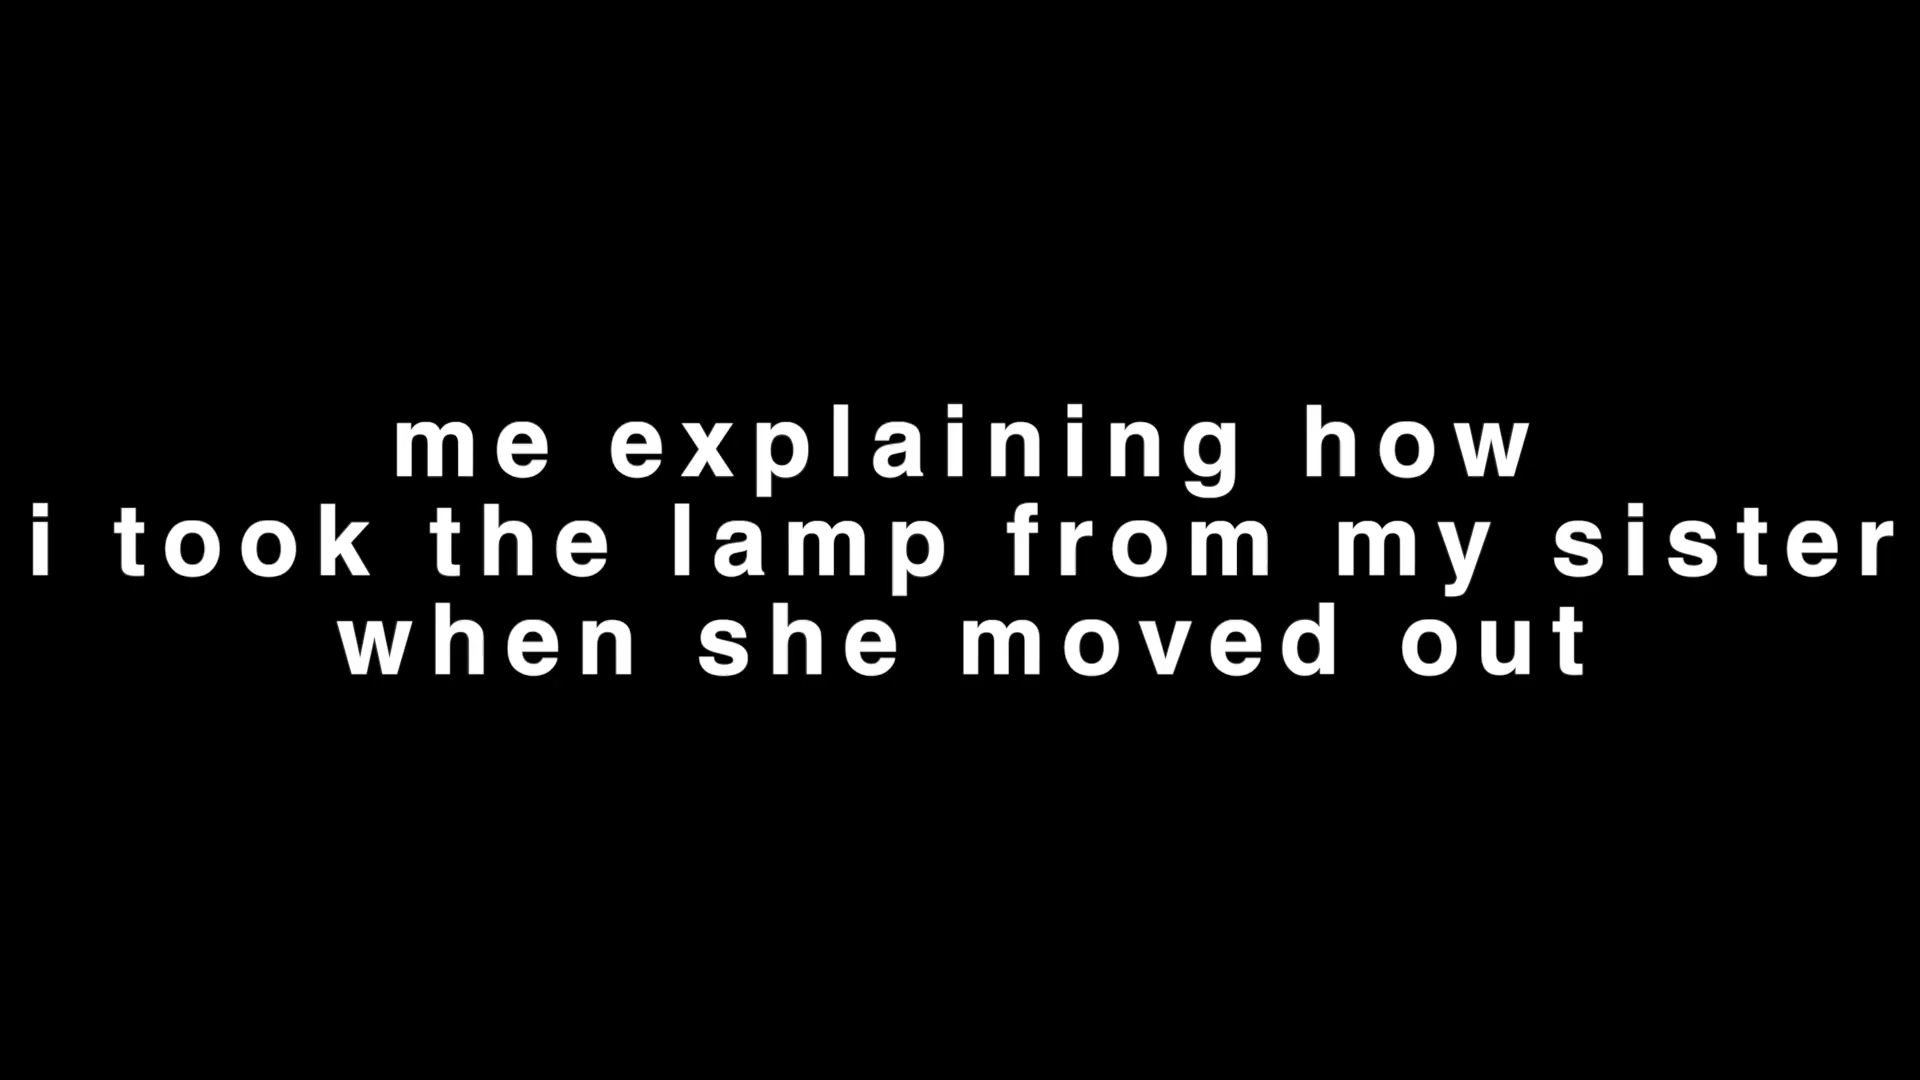 me explaining how
i took the lamp from my sister
when she moved out